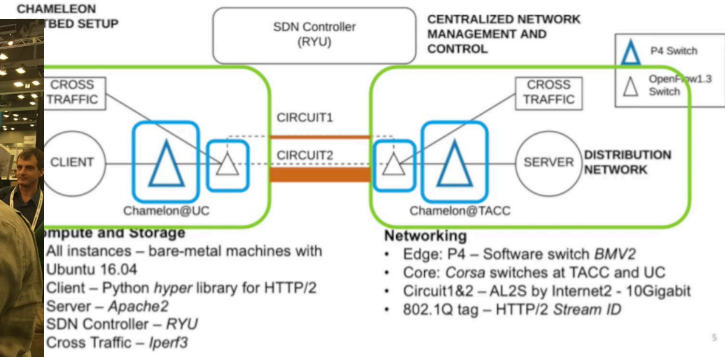 CHAMELEON
TBED SETUP
SDN Controller
(RYU)
CENTRALIZED NETWORK
MANAGEMENT AND
CONTROL
P4 Switch
OpenFlow1.3
Switch
CROSS
TRAFFIC
CROSS
TRAFFIC
CIRCUIT1
CIRCUIT2
CLIENT
SERVER
DISTRIBUTION
NETWORK
Chamelon@UC
Chamelon@TACC
mpute and Storage
All instances – bare-metal machines with
Ubuntu 16.04
Client – Python hyper library for HTTP/2
Server – Apache2
SDN Controller – RYU
Cross Traffic – Iperf3
Networking
• Edge: P4 – Software switch BMV2
• Core: Corsa switches at TACC and UC
• Circuit1&2 – AL2S by Internet2 - 10Gigabit
• 802.1Q tag – HTTP/2 Stream ID
5